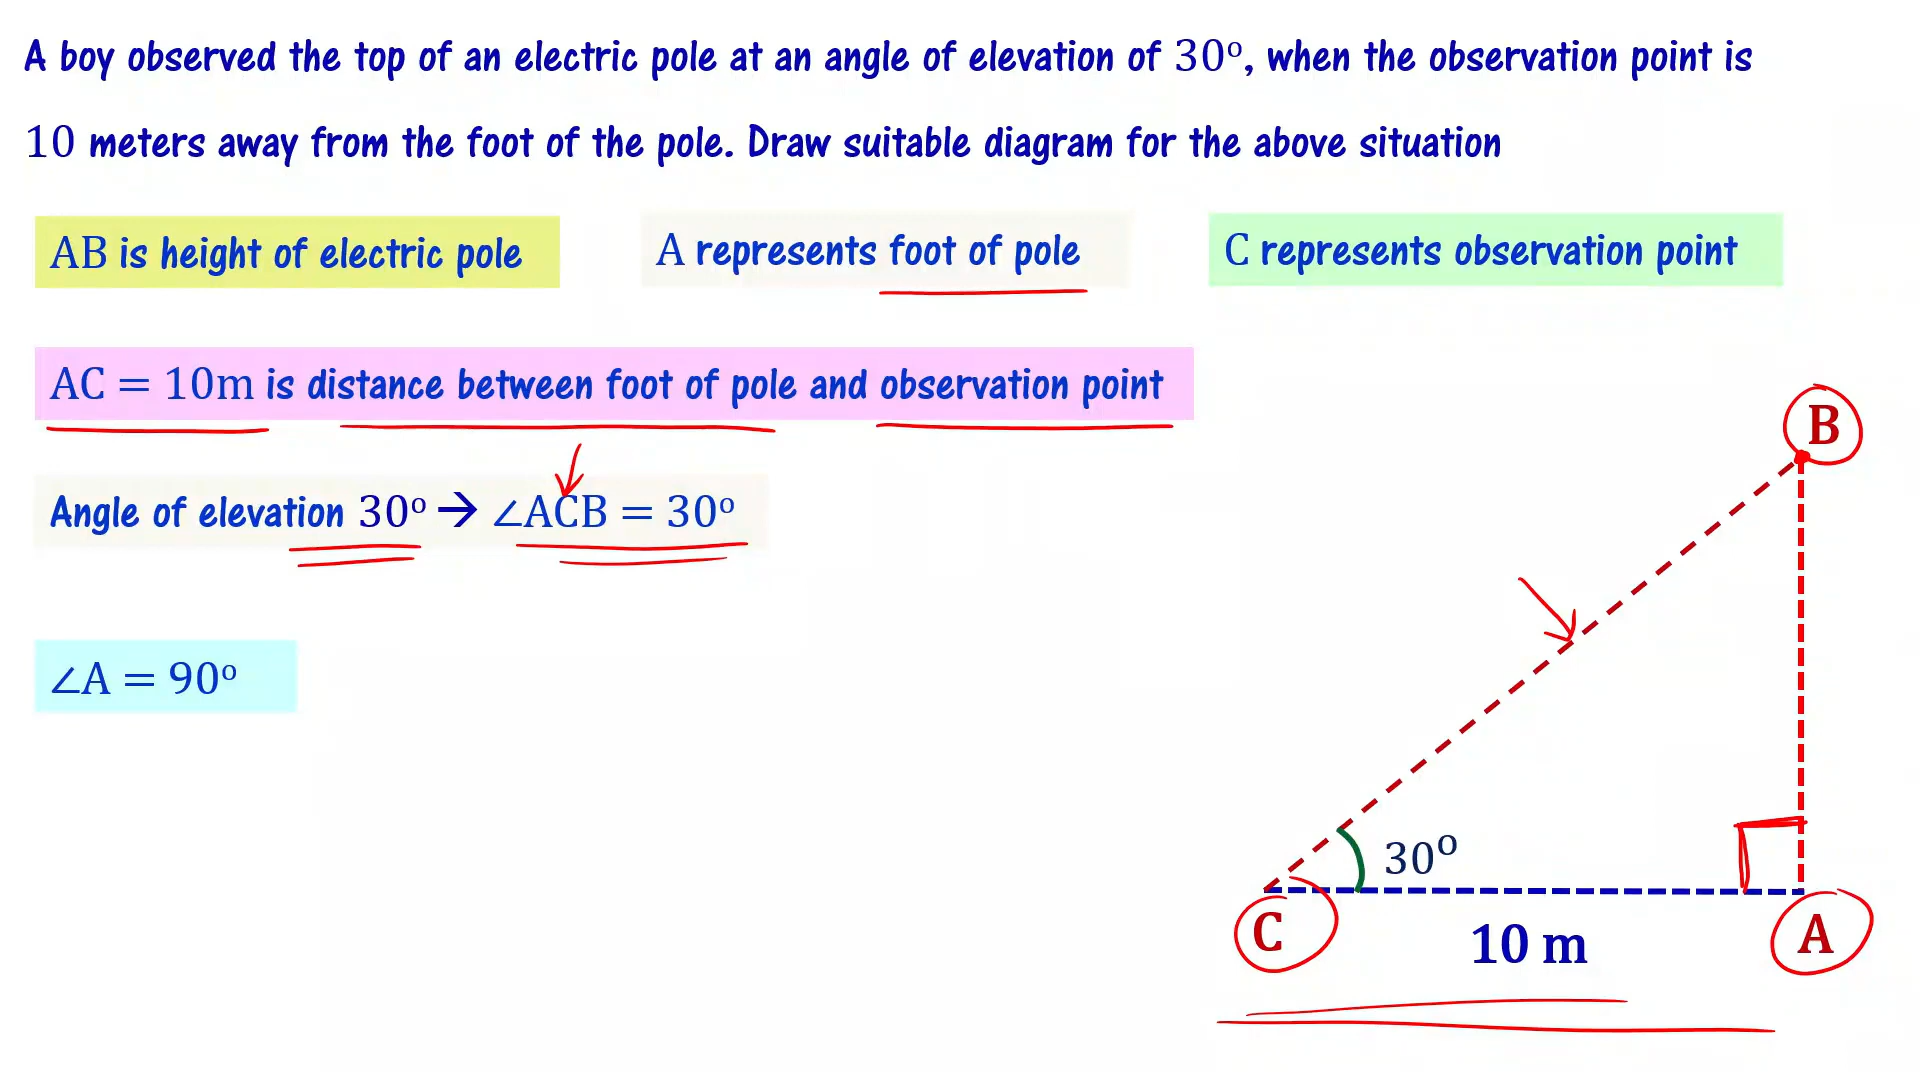 A boy observed the top of an electric pole at an angle of elevation of 30°, when the observation point is
10 meters away from the foot of the pole. Draw suitable diagram for the above situation
AB is height of electric pole
A represents foot of pole
C represents observation point
AC = 10m is distance between foot of pole and observation point
Angle of elevation 30° → ∠ACB = 30°
∠A = 90°
B
30°
C
10 m
A